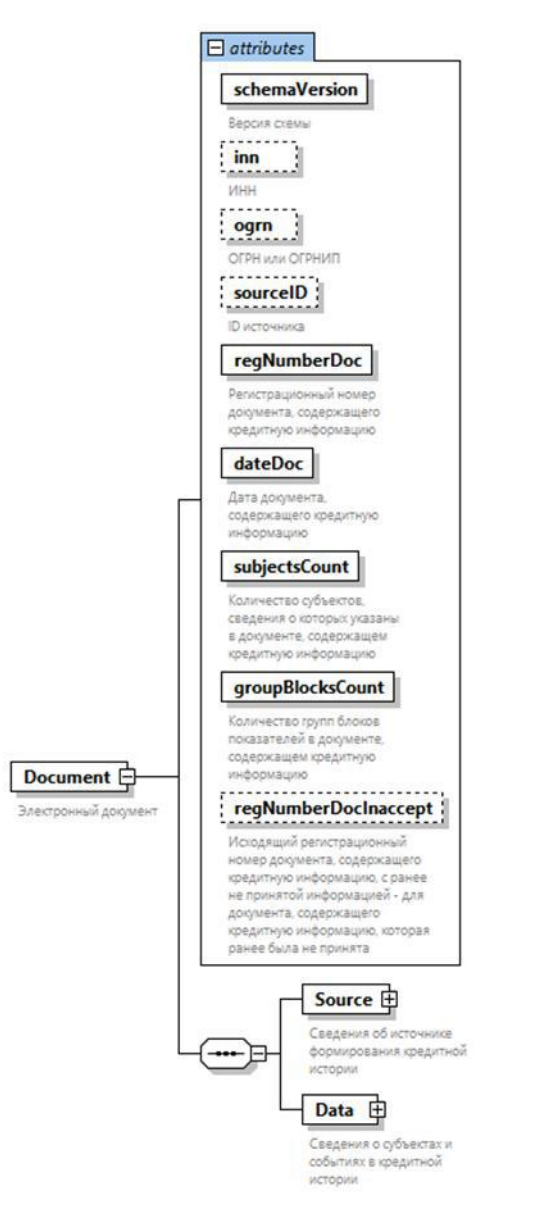 attributes
schemaVersion
Версия схемы
inn
ИНН
ogrn
ОГРН или ОГРНИП
sourceID
ID источника
regNumberDoc
Регистрационный номер
документа, содержащего
кредитную информацию
dateDoc
Дата документа,
содержащего кредитную
информацию
subjectsCount
Количество субъектов,
сведения о которых указаны
в документе, содержащем
кредитную информацию
groupBlocksCount
Количество групп блоков
показателей в документе,
содержащем кредитную
информацию
Document
Электронный документ
regNumberDocInaccept
Исходящий регистрационный
номер документа, содержащего
кредитную информацию, с ранее
не принятой информацией - для
документа, содержащего
кредитную информацию, которая
ранее была не принята
Source
Сведения об источнике
формирования кредитной
истории
Data
Сведения о субъектах и
событиях в кредитной
истории